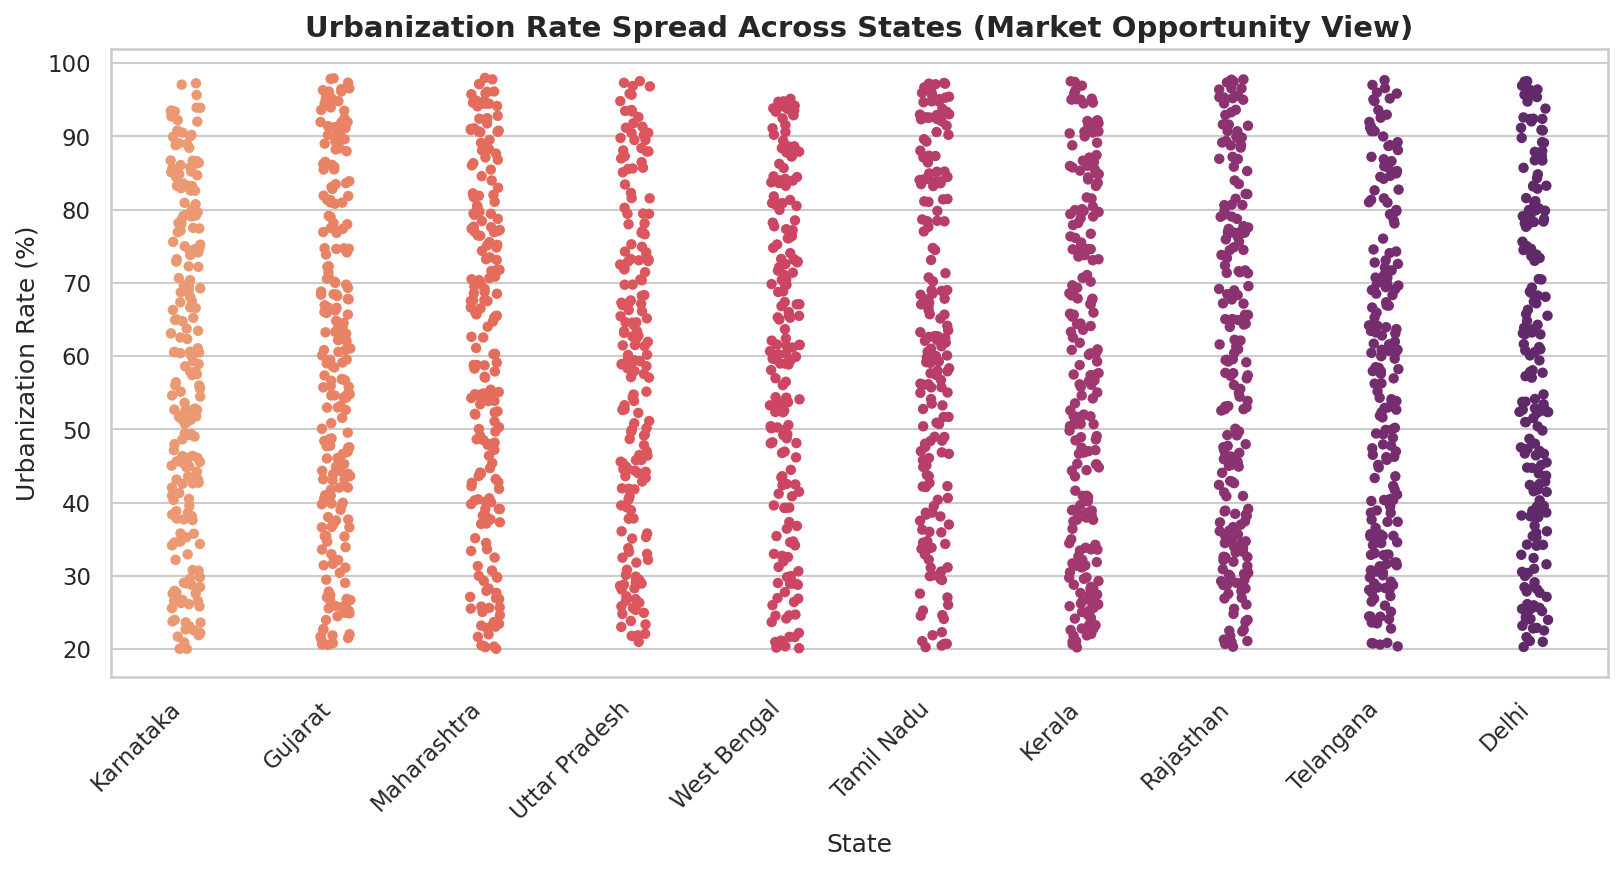 Urbanization Rate Spread Across States (Market Opportunity View)
Urbanization Rate (%)
100
90
80
70
60
50
40
30
20
Karnataka
Gujarat
Maharashtra
Uttar Pradesh
West Bengal
Tamil Nadu
Kerala
Rajasthan
Telangana
Delhi
State